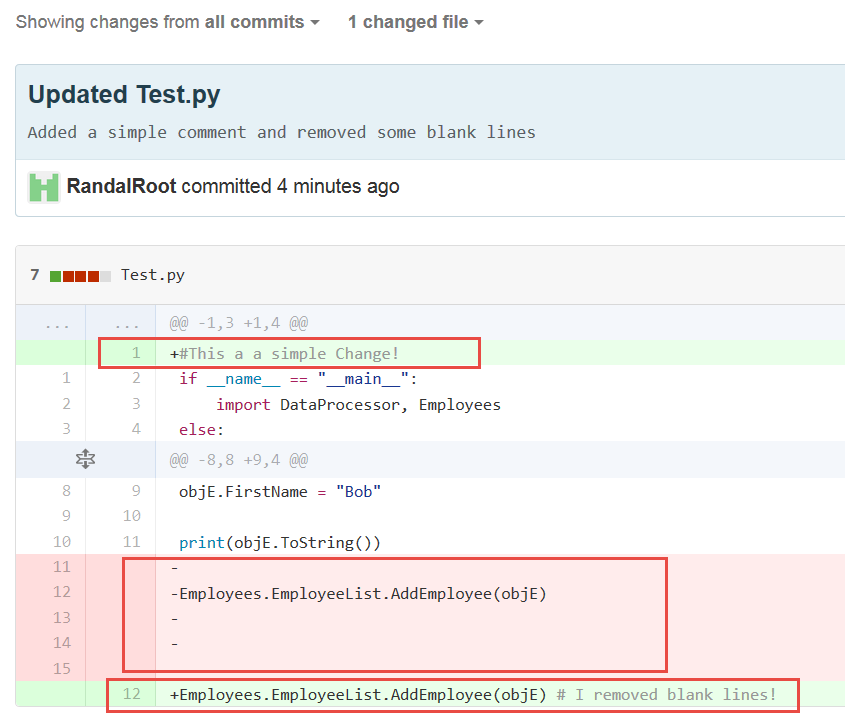 Showing changes from all commits 1 changed file
Updated Test.py
Added a simple comment and removed some blank lines
RandalRoot committed 4 minutes ago
7 Test.py
... ... @@ -1,3 +1,4 @@
1 +#This a a simple Change!
1 2 if __name__ == "__main__":
2 3 import DataProcessor, Employees
3 4 else:
@@ -8,8 +9,4 @@
8 9 objE.FirstName = "Bob"
9 10
10 11 print(objE.ToString())
11 -
12 -Employees.EmployeeList.AddEmployee(objE)
13 -
14 -
15
12 +Employees.EmployeeList.AddEmployee(objE) # I removed blank lines!